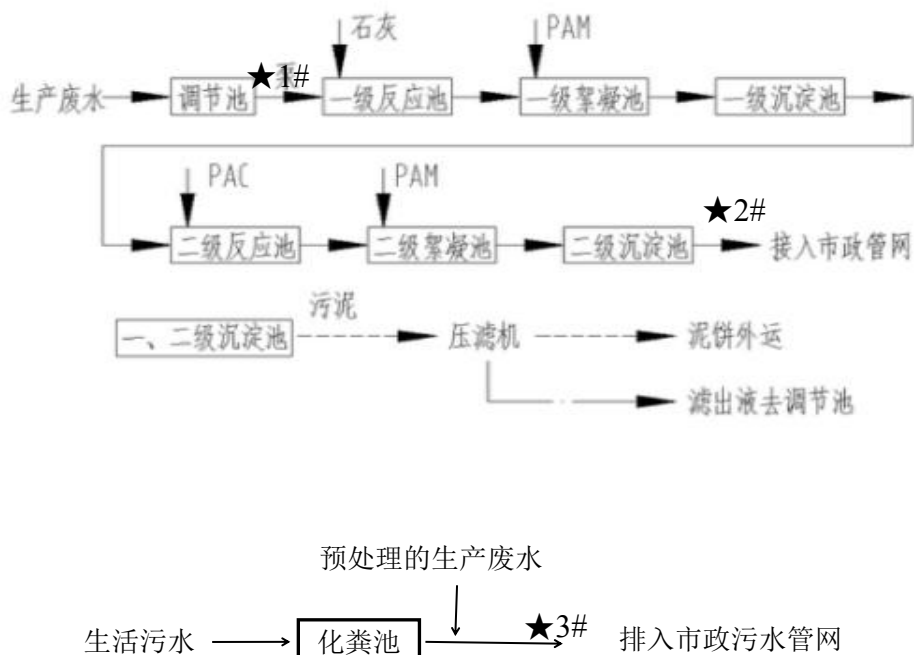 石灰 PAM
生产废水 调节池 ★1# 一级反应池 一级絮凝池 一级沉淀池
PAC PAM
★2#
二级反应池 二级絮凝池 二级沉淀池 接入市政管网
污泥
一、二级沉淀池 压滤机 泥饼外运
滤出液去调节池
预处理的生产废水
生活污水 化粪池 ★3# 排入市政污水管网